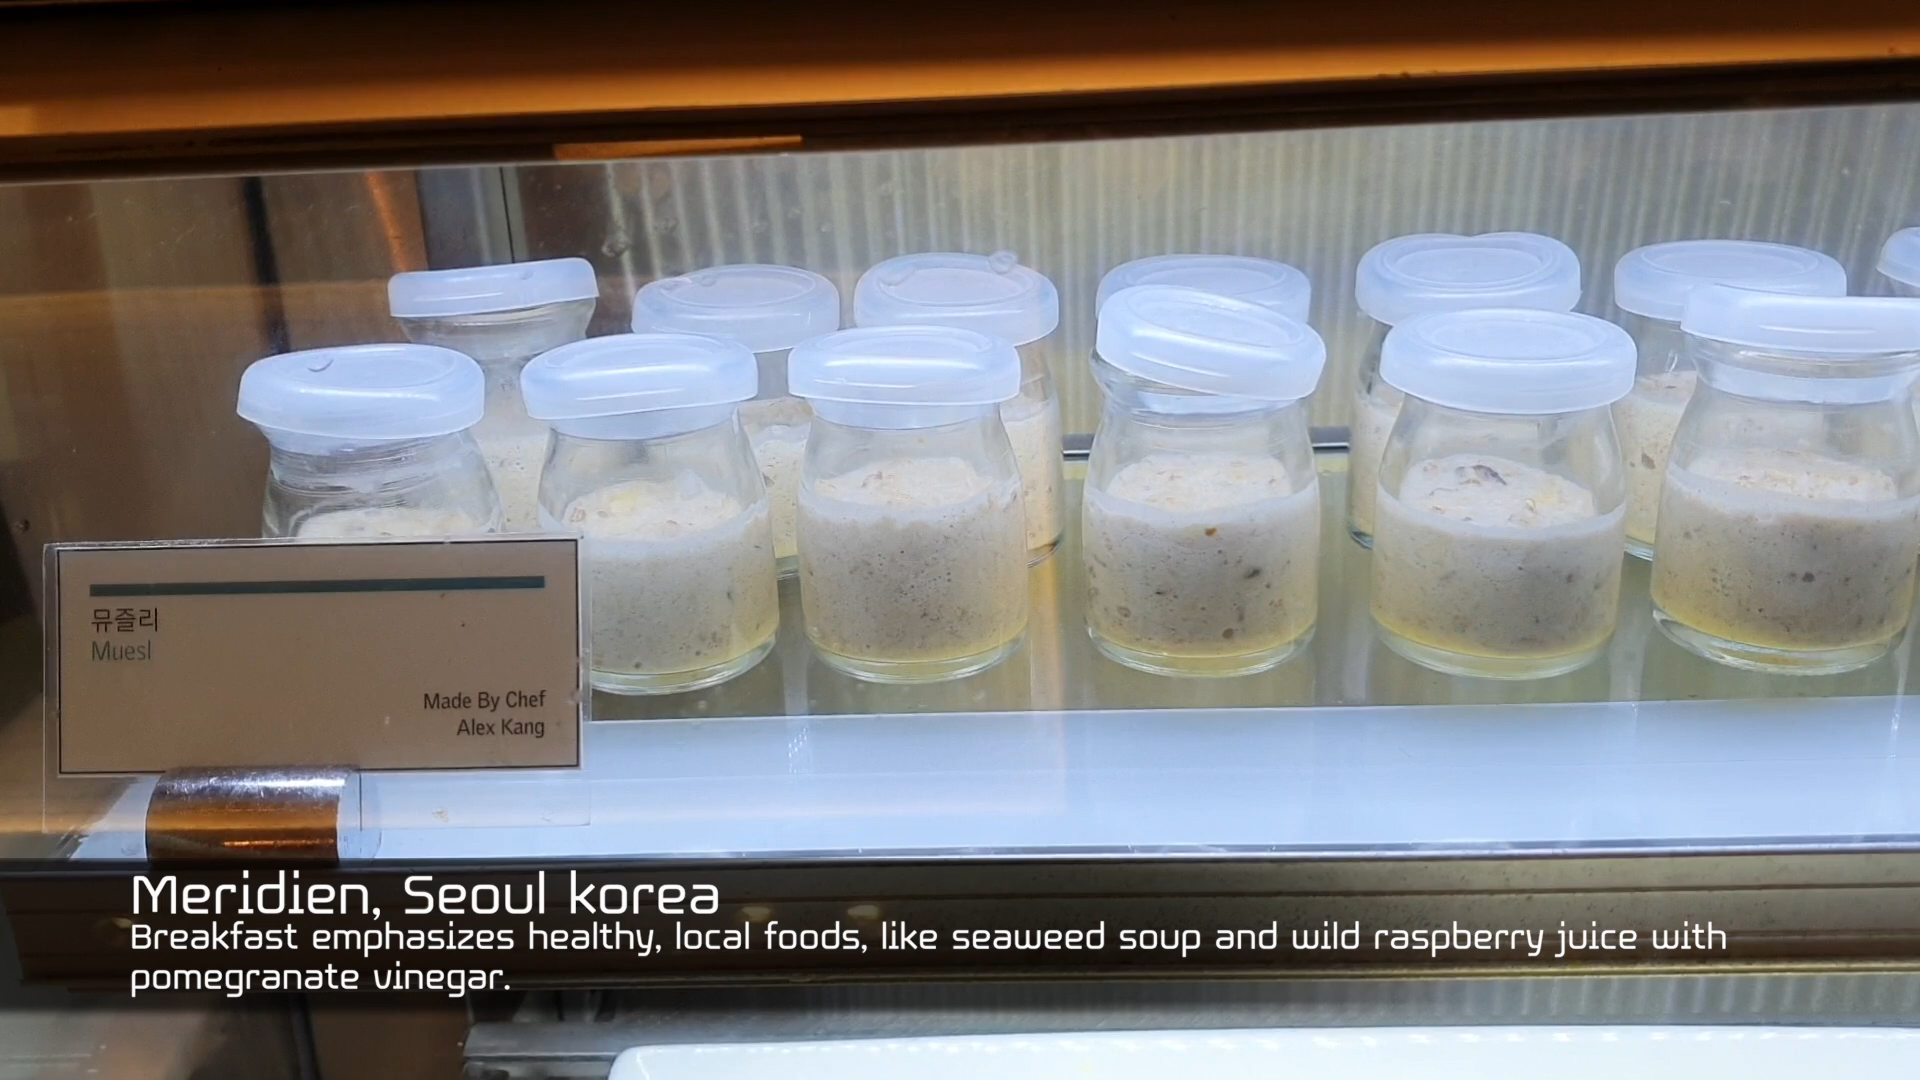 뮤즐리
Muesl
Made By Chef
Alex Kang
Meridien, Seoul korea
Breakfast emphasizes healthy, local foods, like seaweed soup and wild raspberry juice with
pomegranate vinegar.